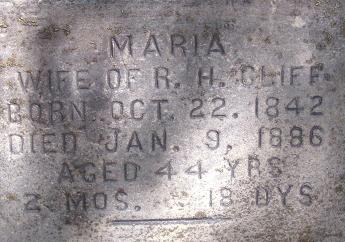 MARIA
WIFE OF R. H. CLIFF
BORN OCT. 22. 1842
DIED JAN. 9, 1886
AGED 44 YRS
2 MOS. 18 DYS